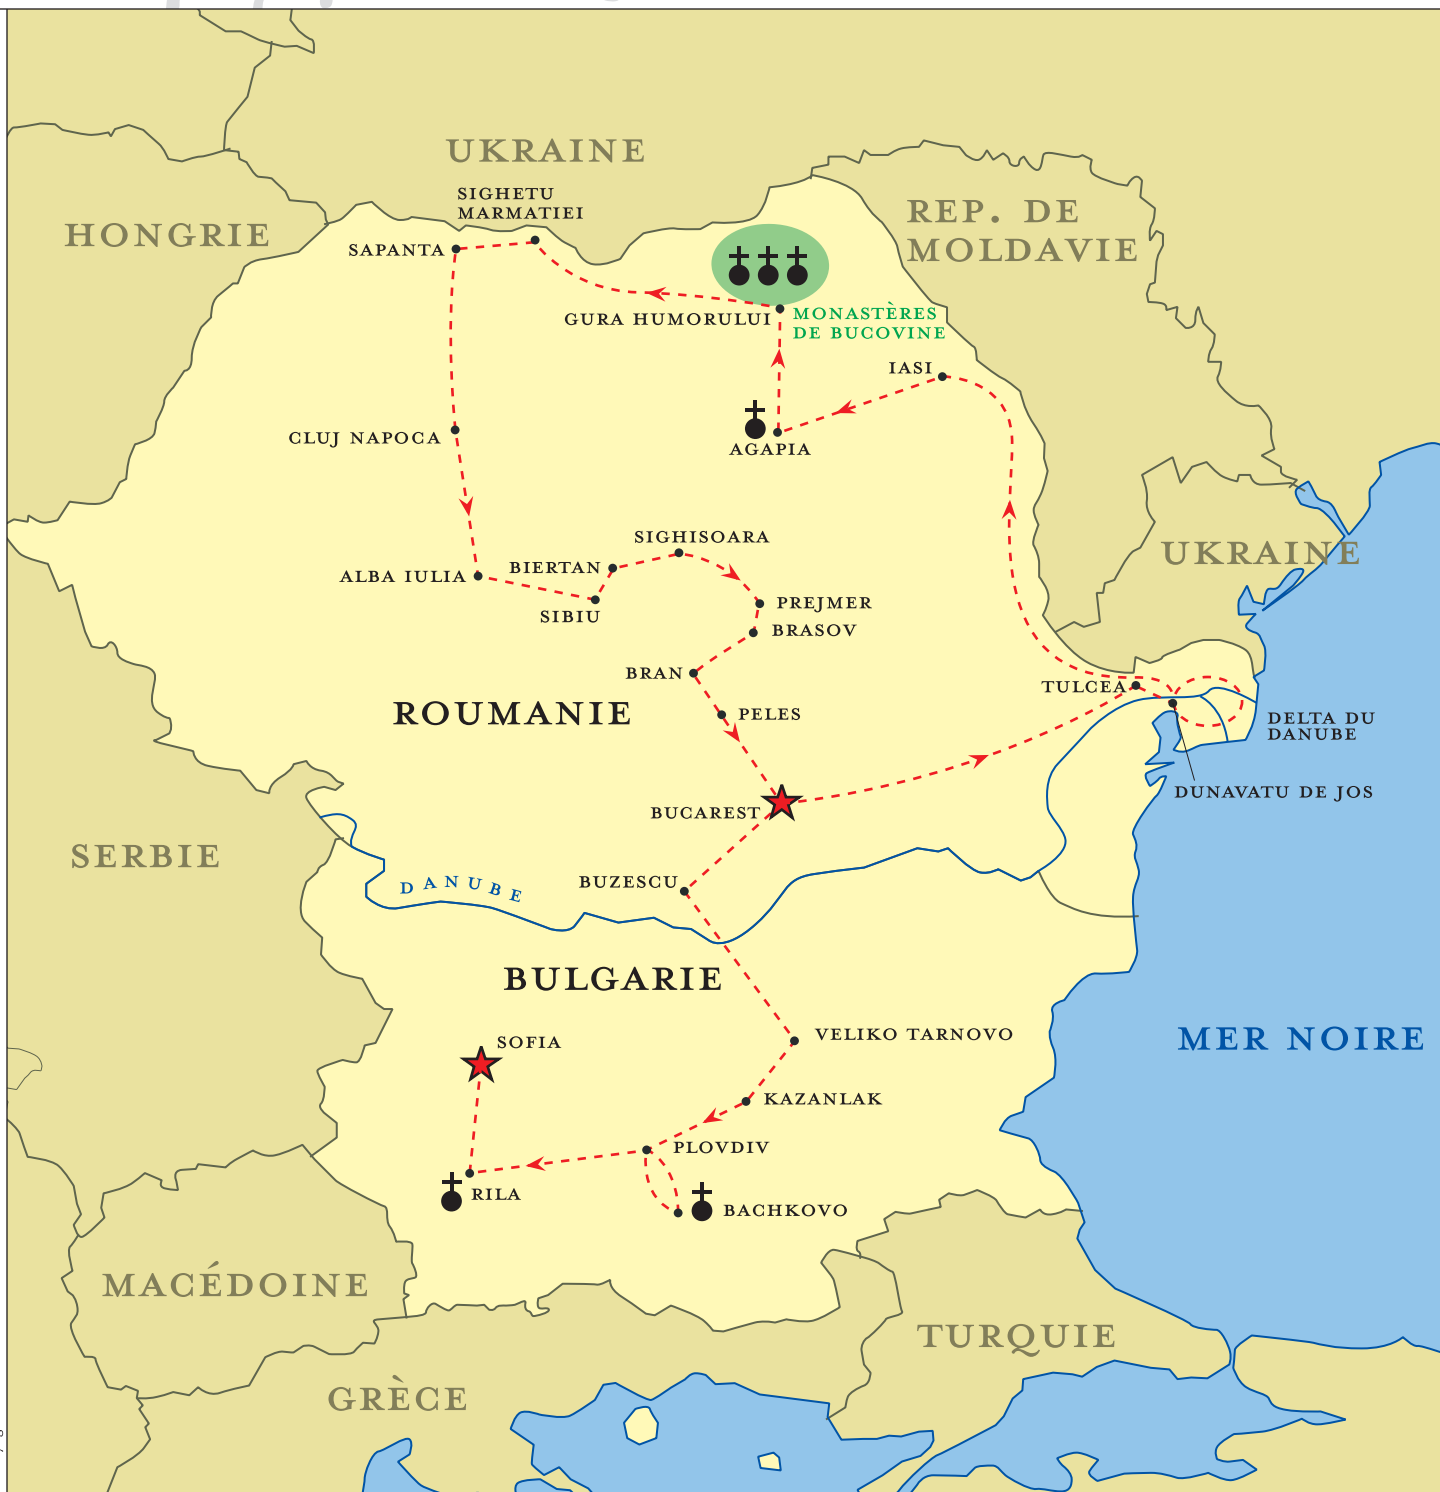 UKRAINE
SIGHETU
MARMATIEI
HONGRIE
SAPANTA
REP. DE
MOLDAVIE
GURA HUMORULUI
MONASTÈRES
DE BUCOVINE
IASI
CLUJ NAPOCA
AGAPIA
SIGHISOARA
UKRAINE
ALBA IULIA
BIERTAN
SIBIU
PREJMER
BRASOV
BRAN
TULCEA
ROUMANIE
PELES
DELTA DU
DANUBE
DUNAVATU DE JOS
BUCAREST
SERBIE
DANUBE
BUZESCU
BULGARIE
SOFIA
VELIKO TARNOVO
MER NOIRE
KAZANLAK
PLOVDIV
RILA
BACHKOVO
MACÉDOINE
TURQUIE
GRÈCE